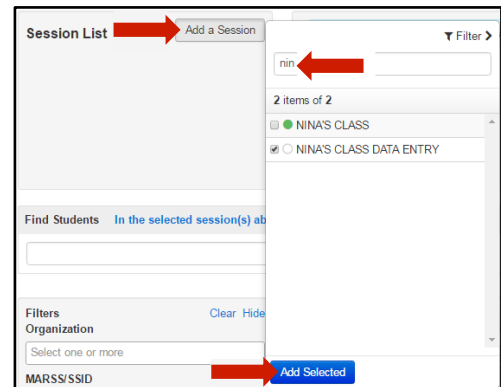 Session List
Add a Session
Filter
nin
2 items of 2
NINA'S CLASS
NINA'S CLASS DATA ENTRY
Find Students In the selected session(s) ab
Filters Clear Hide
Organization
Select one or more
MARSS/SSID
Add Selected